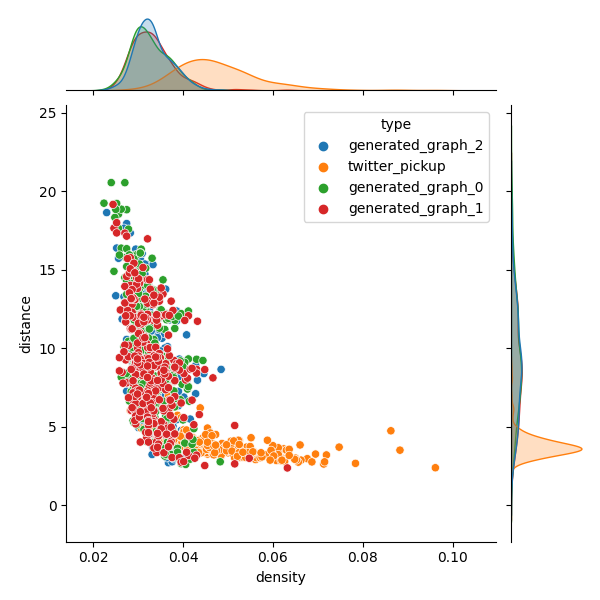 25
20
15
10
5
0
distance
type
generated_graph_2
twitter_pickup
generated_graph_0
generated_graph_1
0.02
0.04
0.06
0.08
0.10
density